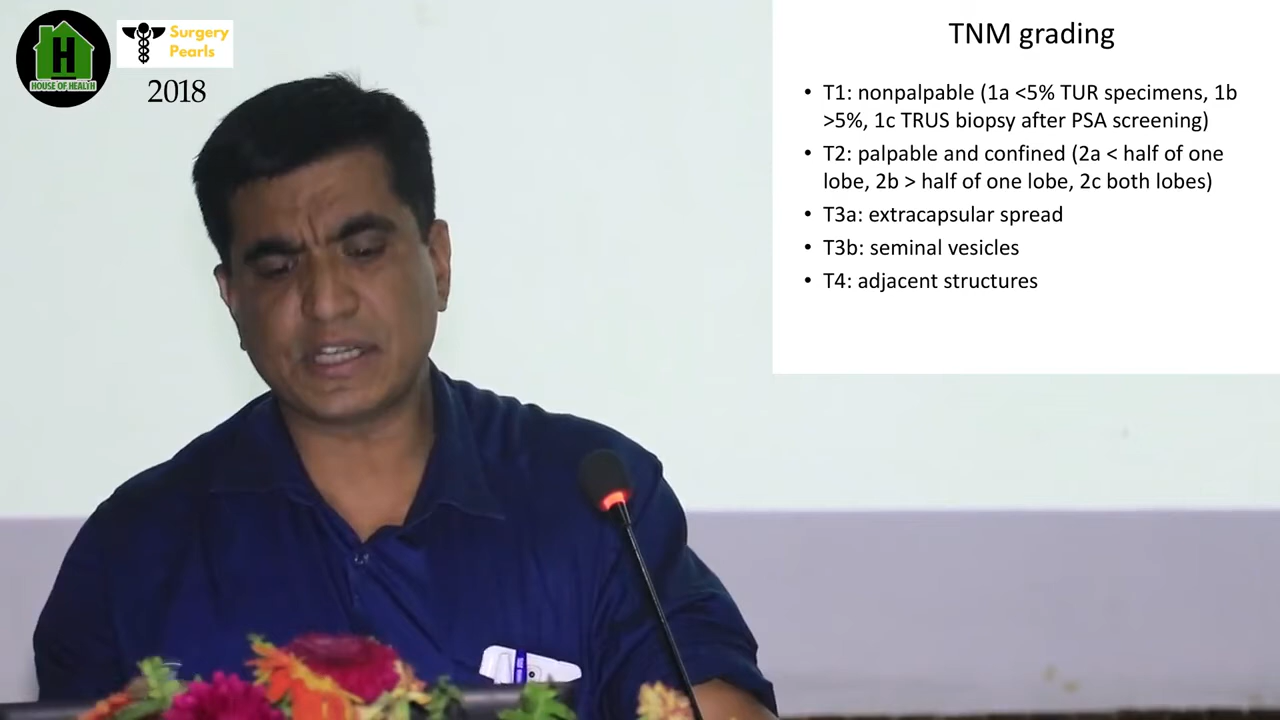 H
HOUSE OF HEALTH
Surgery
Pearls
2018
TNM grading
• T1: nonpalpable (1a <5% TUR specimens, 1b
>5%, 1c TRUS biopsy after PSA screening)
• T2: palpable and confined (2a < half of one
lobe, 2b > half of one lobe, 2c both lobes)
• T3a: extracapsular spread
• T3b: seminal vesicles
• T4: adjacent structures